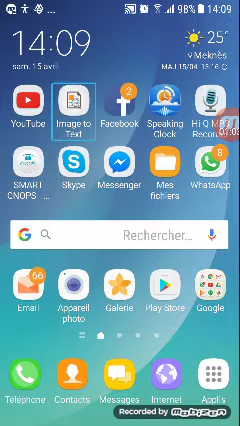 98% 14:09
14:09
25°
Meknès
sam. 15 avril
MAJ 15/04 13:16
YouTube
Image to
Text
2
Facebook
Speaking
Clock
Hi Q MP3
Record
SMART
CNOPS ...
Skype
Messenger
Mes
fichiers
8
WhatsApp
Rechercher...
66
Email
Appareil
photo
Galerie
Play Store
Google
Téléphone
Contacts
Messages
Internet
Applis
Recorded by Mobizen